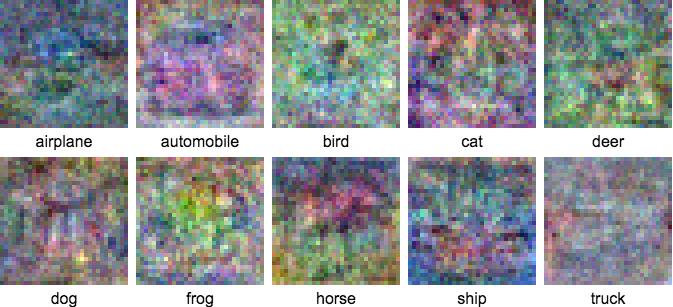 airplane automobile bird cat deer
dog frog horse ship truck